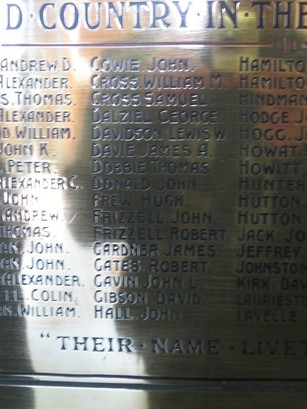 D·COUNTRY·IN·THE
ANDREW D. COWIE JOHN. HAMILTO
ALEXANDER. CROSS WILLIAM M. HAMILTO
S. THOMAS. CROSS SAMUEL HINDMAN
ALEXANDER. DALZIEL GEORGE HODGE J
D WILLIAM. DAVIDSON LEWIS W. HOGG
JOHN K. DAVIE JAMES A. HOWAT
PETER. DOBBIE THOMAS HOWITT
ALEXANDER C. DONALD JOHN. HUNTER
JOHN FREW HUGH. HUTTON
ANDREW. FRIZZELL JOHN. HUTTON
THOMAS. FRIZZELL ROBERT. JACK JO
JOHN. GARDNER JAMES. JEFFREY
JOHN. GATES ROBERT. JOHNSTON
ALEXANDER. GAVIN JOHN L. KIRK DAV
COLIN. GIBSON DAVID LAURIEST
WILLIAM. HALL JOHN LAVELLE
"THEIR·NAME·LIVET